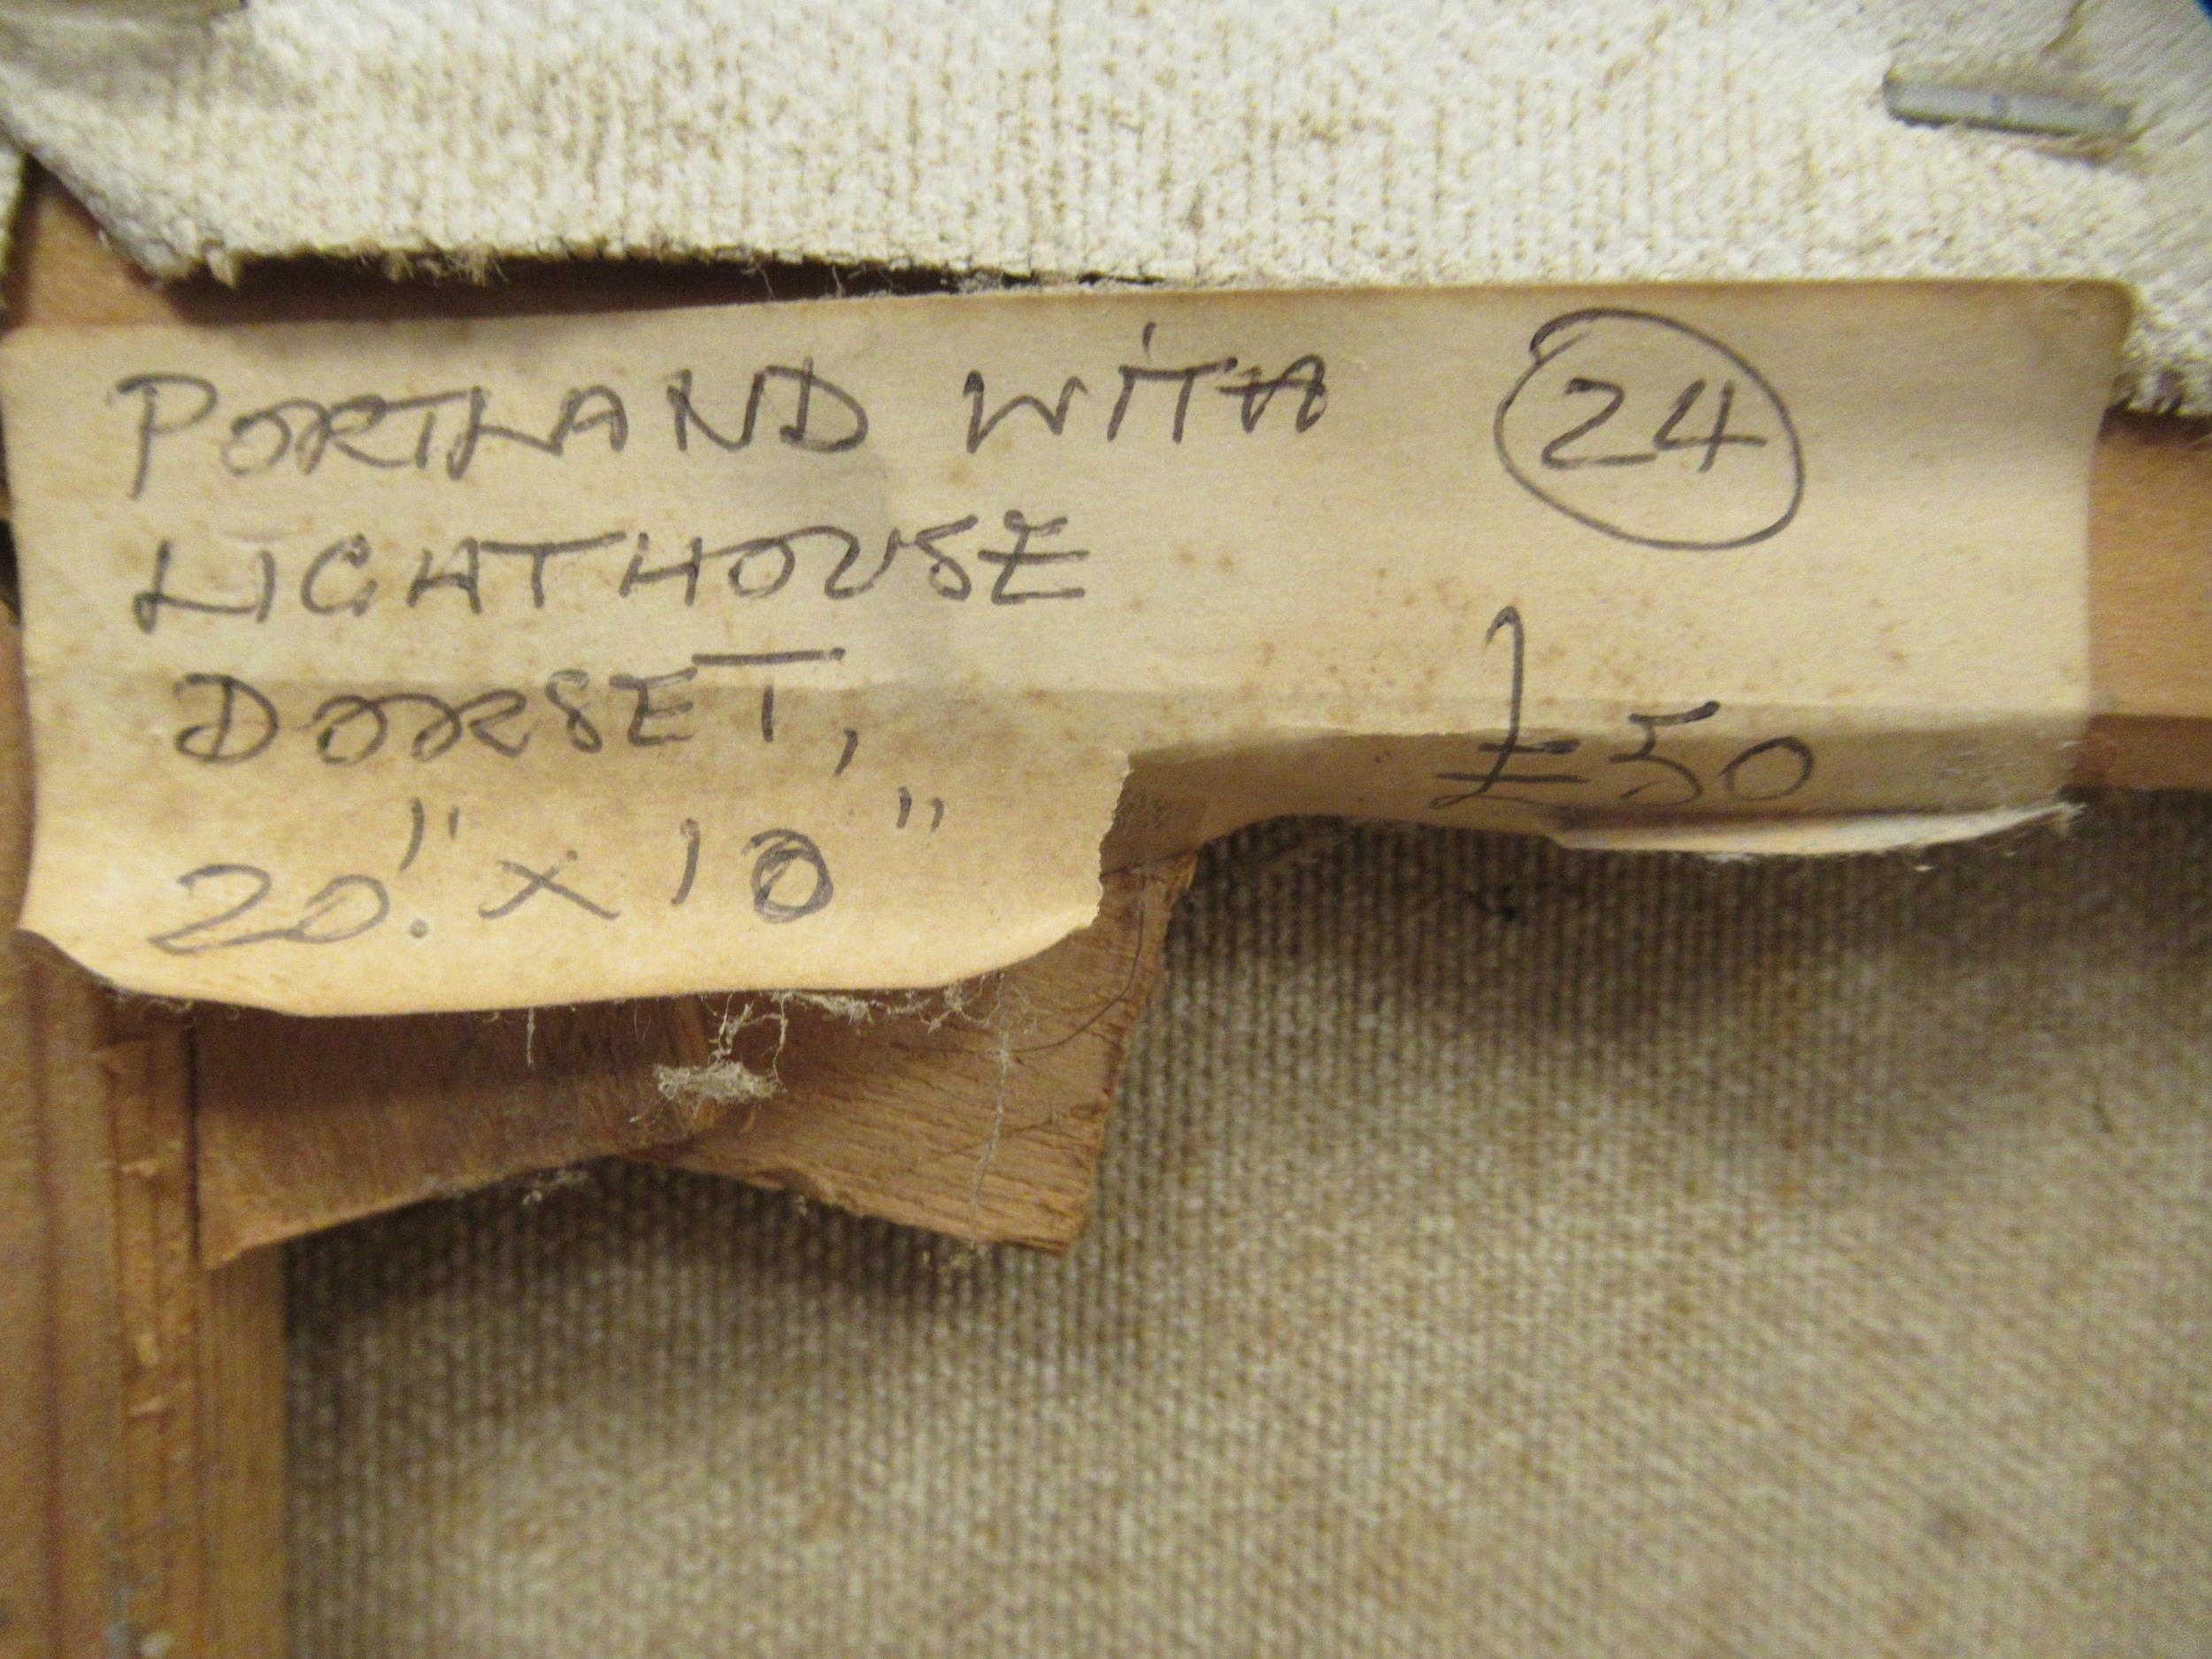 PORTLAND WITH 24
LIGHTHOUSE
DORSET,
£50
20." x 10"